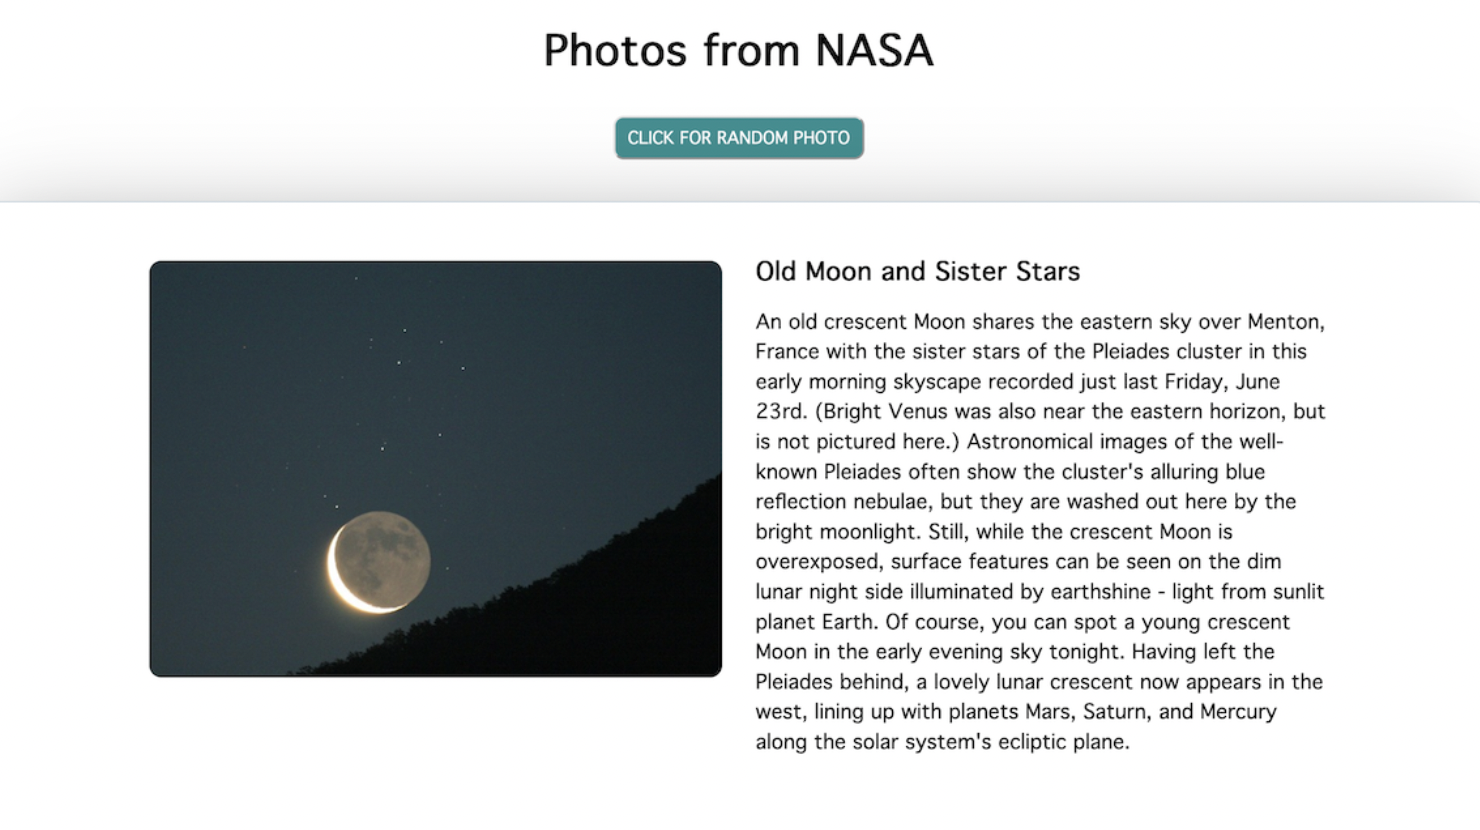 Photos from NASA
CLICK FOR RANDOM PHOTO
Old Moon and Sister Stars
An old crescent Moon shares the eastern sky over Menton,
France with the sister stars of the Pleiades cluster in this
early morning skyscape recorded just last Friday, June
23rd. (Bright Venus was also near the eastern horizon, but
is not pictured here.) Astronomical images of the well-
known Pleiades often show the cluster's alluring blue
reflection nebulae, but they are washed out here by the
bright moonlight. Still, while the crescent Moon is
overexposed, surface features can be seen on the dim
lunar night side illuminated by earthshine - light from sunlit
planet Earth. Of course, you can spot a young crescent
Moon in the early evening sky tonight. Having left the
Pleiades behind, a lovely lunar crescent now appears in the
west, lining up with planets Mars, Saturn, and Mercury
along the solar system's ecliptic plane.